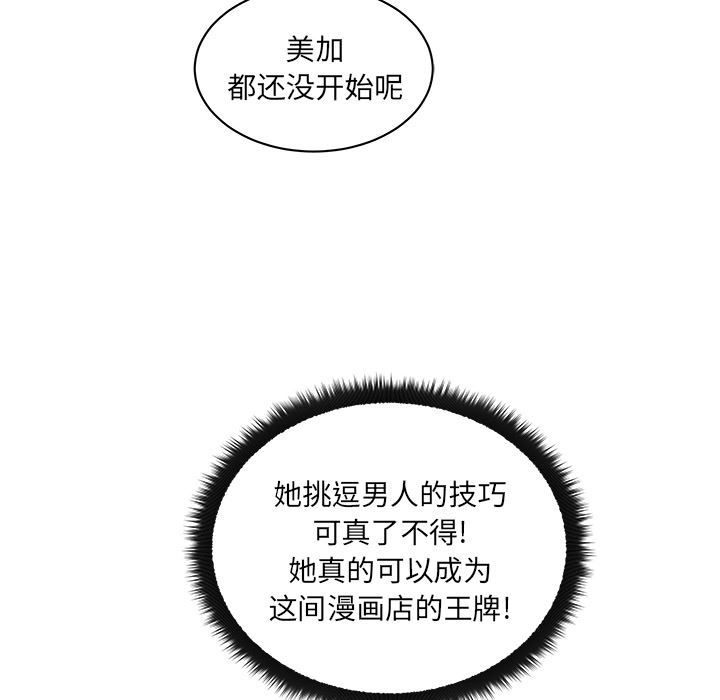 美加
都还没开始呢
她挑逗男人的技巧
可真了不得!
她真的可以成为
这间漫画店的王牌!